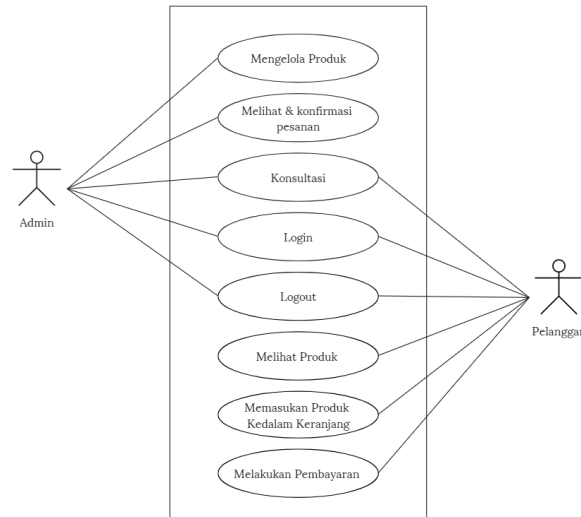 Mengelola Produk
Melihat & konfirmasi
pesanan
Konsultasi
Admin
Login
Logout
Pelanggan
Melihat Produk
Memasukan Produk
Kedalam Keranjang
Melakukan Pembayaran